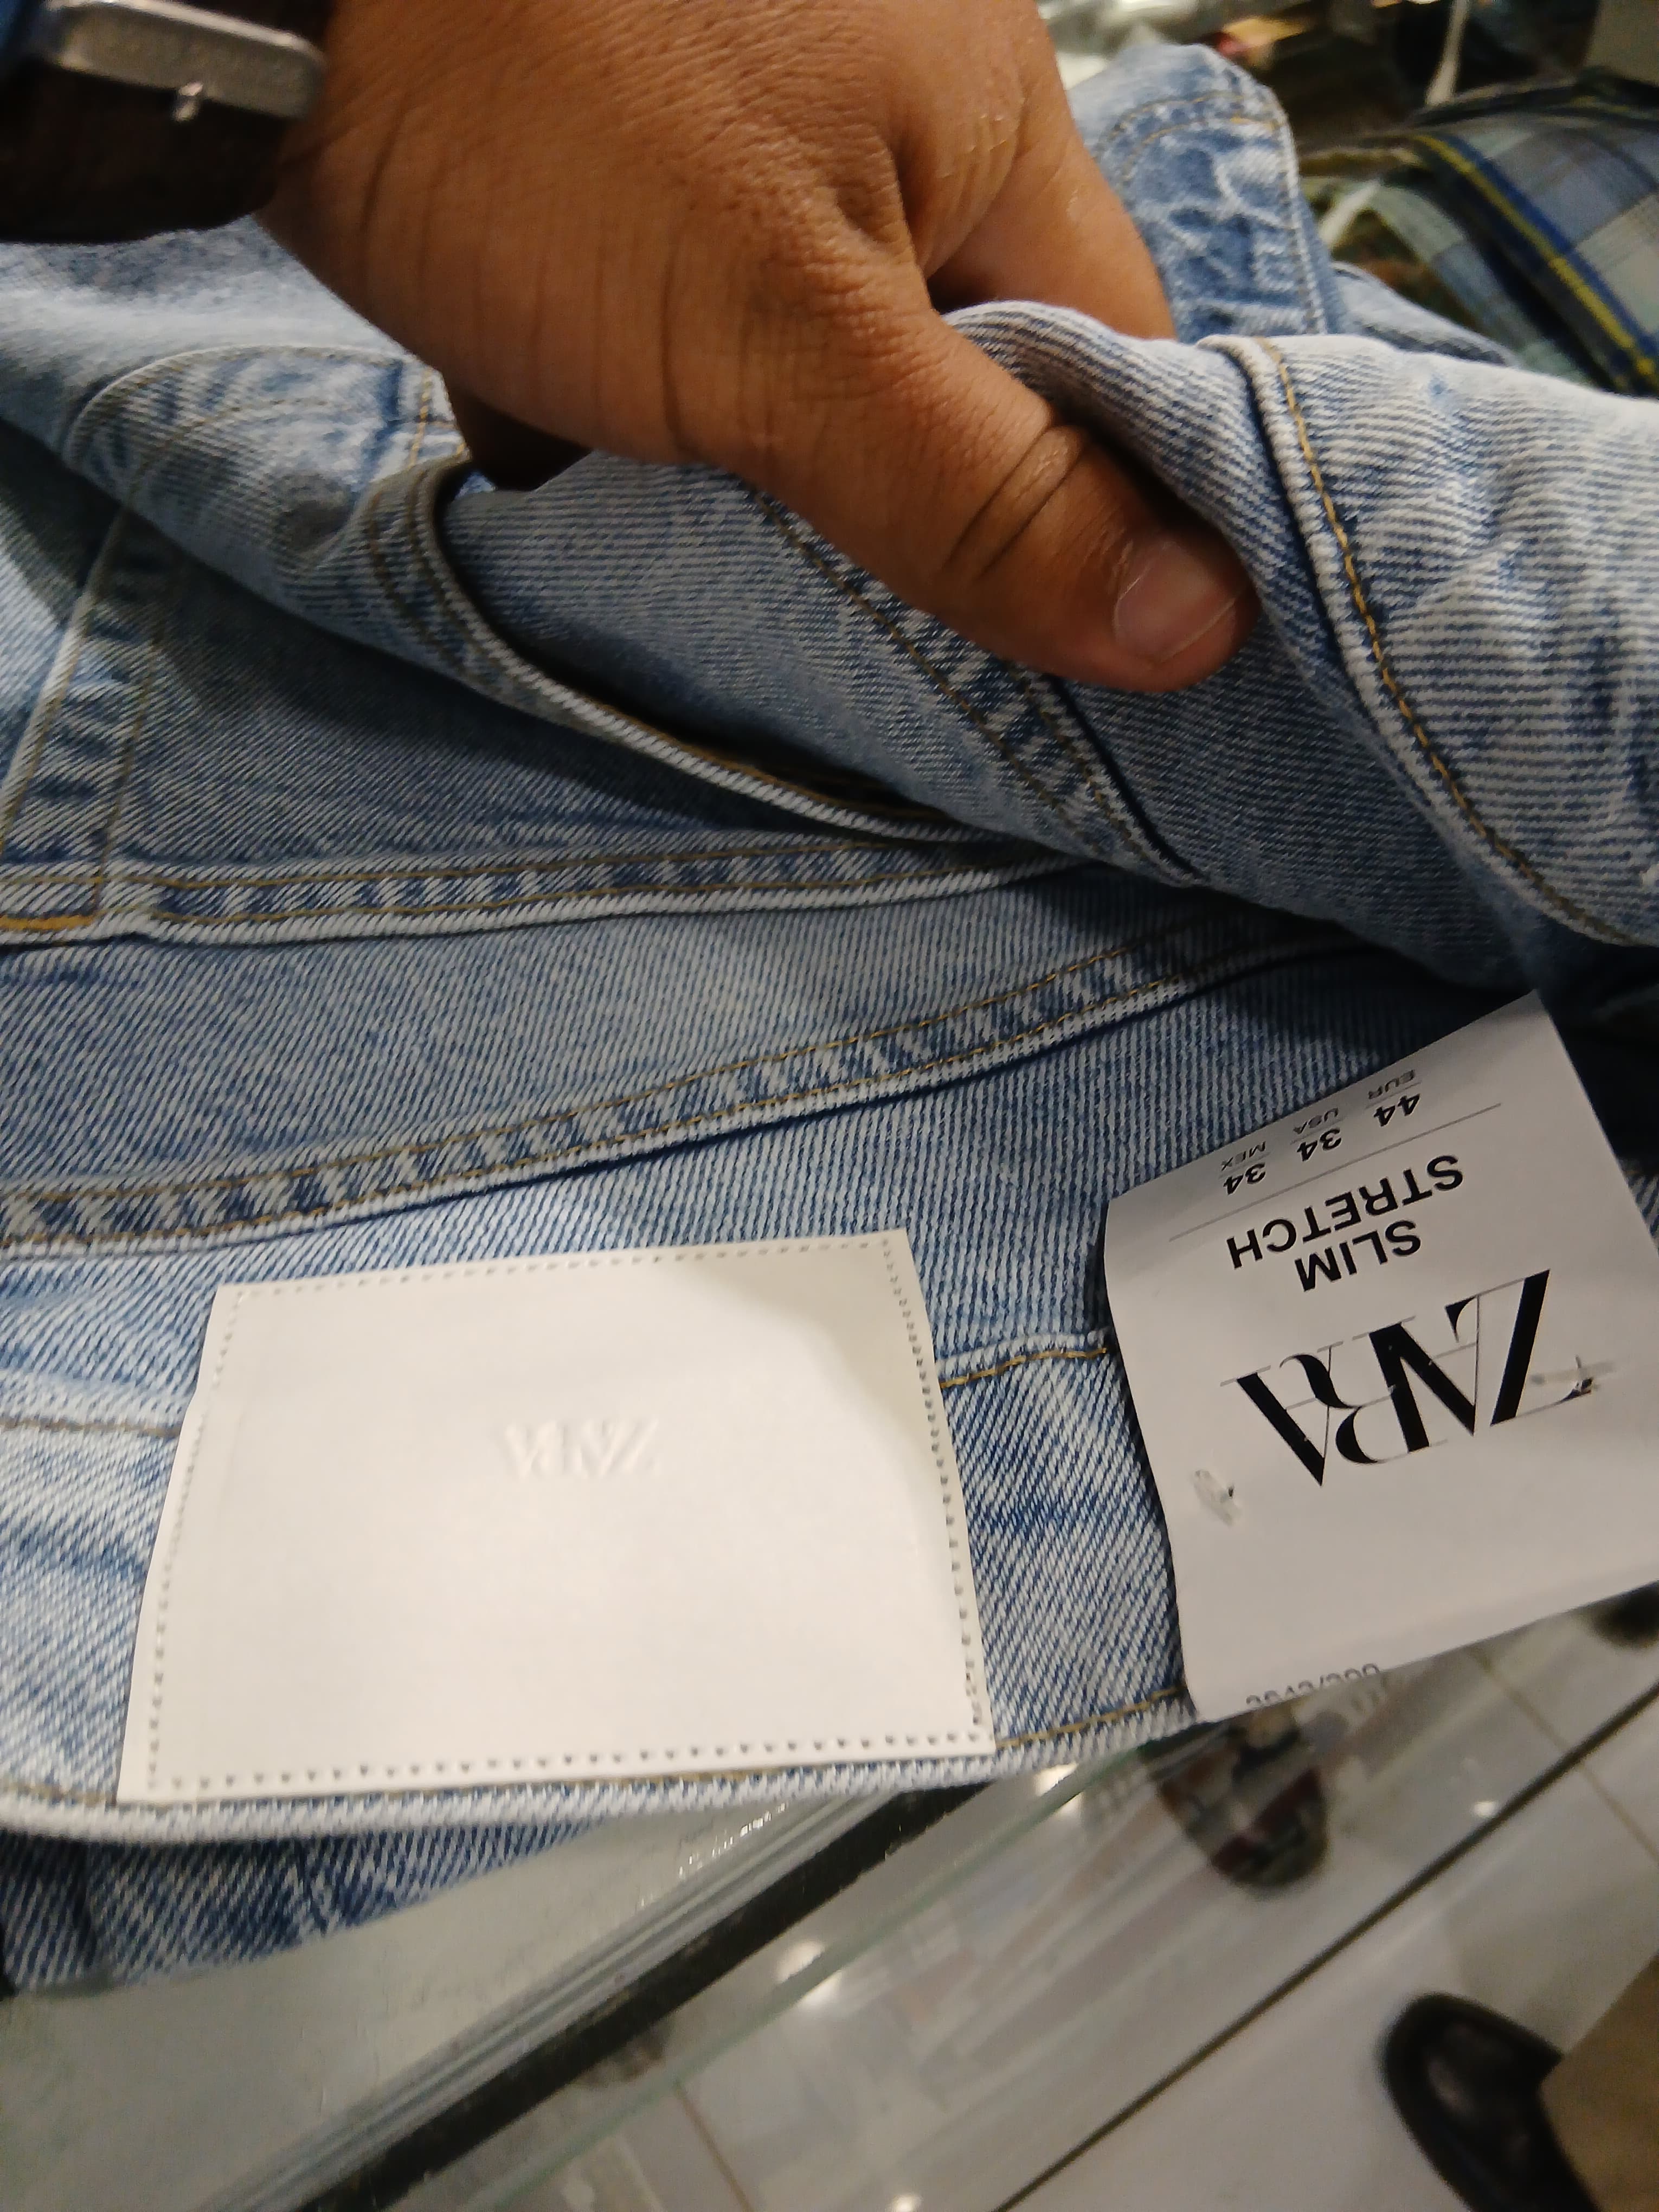 ZARA
ZARA
SLIM
STRETCH
EUR 44
USA 34
MEX 34